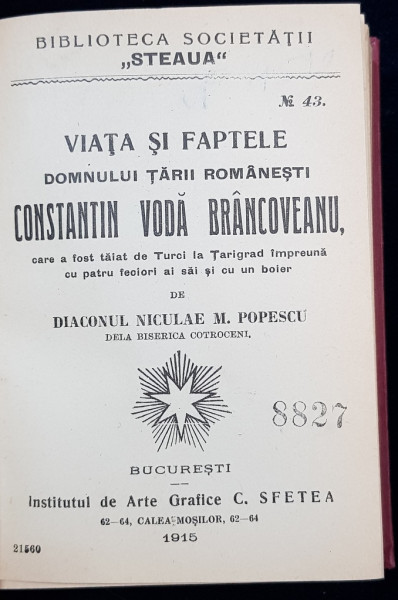 BIBLIOTECA SOCIETĂȚII
„STEAUA“
№ 43.
VIAȚA ȘI FAPTELE
DOMNULUI ȚĂRII ROMÂNEȘTI
CONSTANTIN VODĂ BRÂNCOVEANU,
care a fost tăiat de Turci la Țarigrad împreună
cu patru feciori ai săi și cu un boier
DE
DIACONUL NICULAE M. POPESCU
DELA BISERICA COTROCENI.
8827
BUCUREȘTI
Institutul de Arte Grafice C. SFETEA
62—64, CALEA MOȘILOR, 62—64
1915
21560